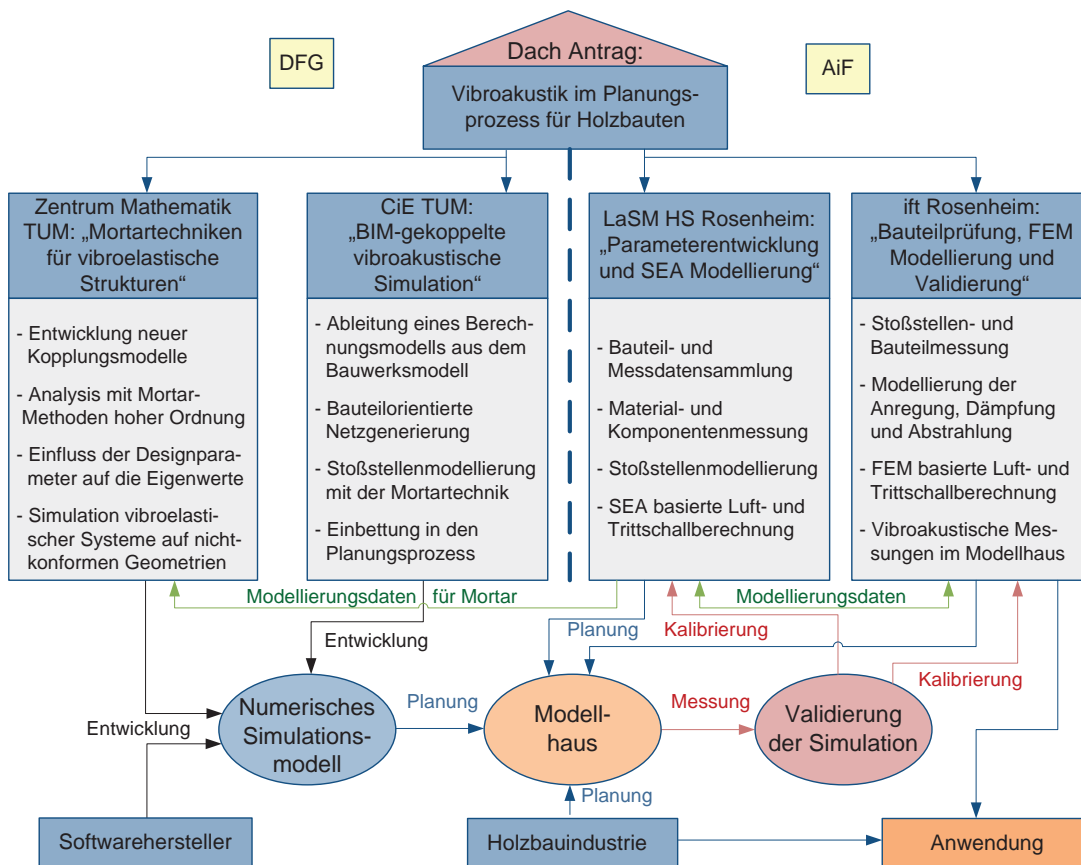 Dach Antrag:
DFG
AiF
Vibroakustik im Planungs-
prozess für Holzbauten
Zentrum Mathematik
TUM: „Mortartechniken
für vibroelastische
Strukturen“
- Entwicklung neuer
Kopplungsmodelle
- Analysis mit Mortar-
Methoden hoher Ordnung
- Einfluss der Designpara-
meter auf die Eigenwerte
- Simulation vibroelasti-
scher Systeme auf nicht-
konformen Geometrien
CiE TUM:
„BIM-gekoppelte
vibroakustische
Simulation“
- Ableitung eines Berech-
nungsmodells aus dem
Bauwerksmodell
- Bauteilorientierte
Netzgenerierung
- Stoßstellenmodellierung
mit der Mortartechnik
- Einbettung in den
Planungsprozess
LaSM HS Rosenheim:
„Parameterentwicklung
und SEA Modellierung“
- Bauteil- und
Messdatensammlung
- Material- und
Komponentenmessung
- Stoßstellenmodellierung
- SEA basierte Luft- und
Trittschallberechnung
ift Rosenheim:
„Bauteilprüfung, FEM
Modellierung und
Validierung“
- Stoßstellen- und
Bauteilmessung
- Modellierung der
Anregung, Dämpfung
und Abstrahlung
- FEM basierte Luft- und
Trittschallberechnung
- Vibroakustische Mes-
sungen im Modellhaus
Modellierungsdaten für Mortar
Modellierungsdaten
Entwicklung
Planung
Kalibrierung
Kalibrierung
Entwicklung
Numerisches
Simulations-
modell
Planung
Modell-
haus
Messung
Validierung
der Simulation
Planung
Softwarehersteller
Holzbauindustrie
Anwendung